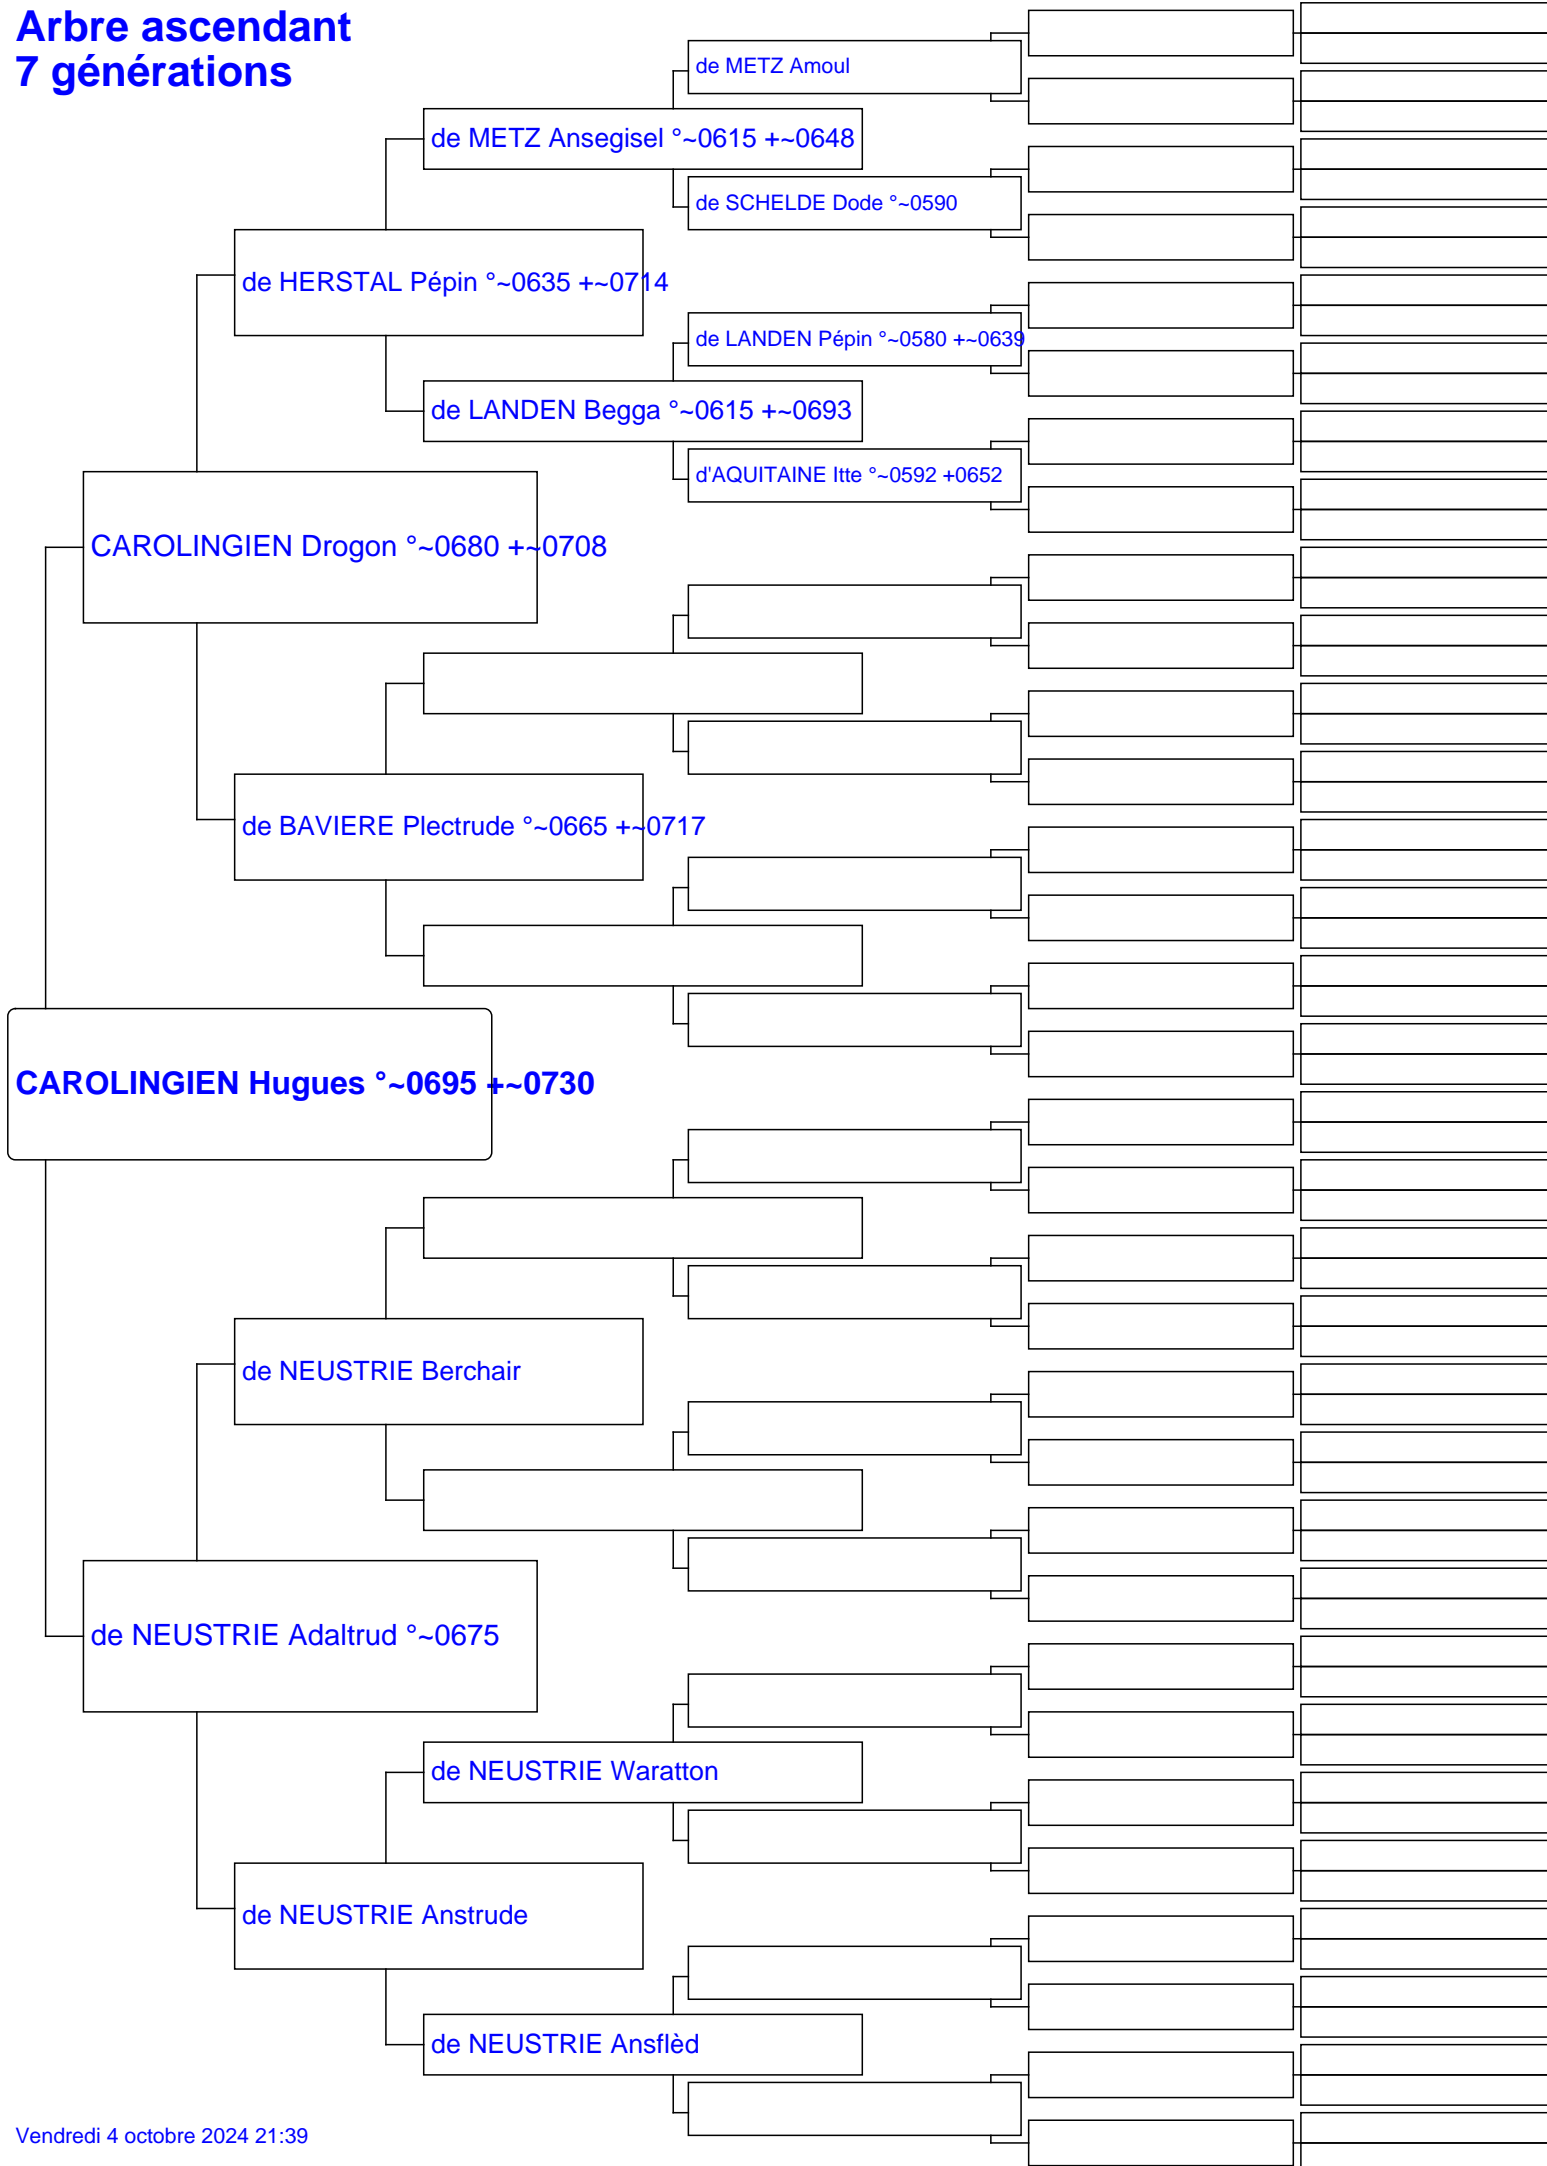 Arbre ascendant
7 générations
de METZ Amoul
de METZ Ansegisel °~0615 +~0648
de SCHELDE Dode °~0590
de HERSTAL Pépin °~0635 +~0714
de LANDEN Pépin °~0580 +~0639
de LANDEN Begga °~0615 +~0693
d'AQUITAINE Itte °~0592 +0652
CAROLINGIEN Drogon °~0680 +~0708
de BAVIERE Plectrude °~0665 +~0717
CAROLINGIEN Hugues °~0695 +~0730
de NEUSTRIE Berchair
de NEUSTRIE Adaltrud °~0675
de NEUSTRIE Waratton
de NEUSTRIE Anstrude
de NEUSTRIE Ansflèd
Vendredi 4 octobre 2024 21:39